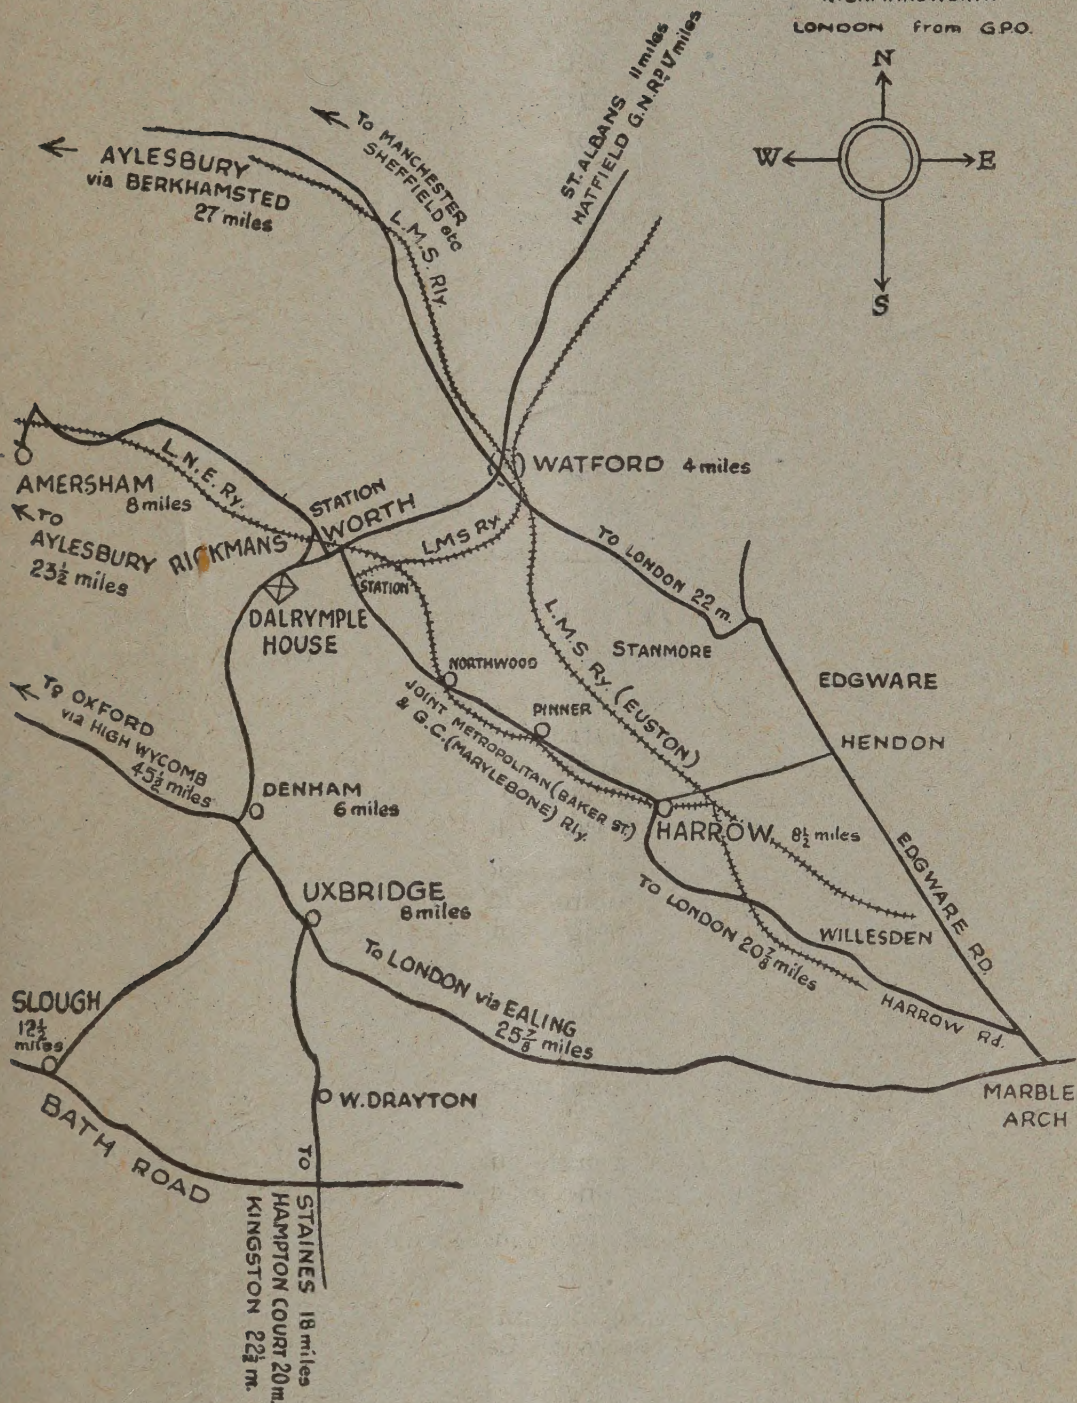 LONDON from G.P.O.
N
W
E
S
ST. ALBANS 11 miles
HATFIELD G.N.RD 17 miles
TO MANCHESTER
SHEFFIELD etc
AYLESBURY
via BERKHAMSTED
27 miles
L.M.S. Rly.
WATFORD 4 miles
L.N.E. Ry.
AMERSHAM
8 miles
STATION
RICKMANS WORTH
TO
AYLESBURY
23½ miles
LMS Ry
STATION
TO LONDON 22 m.
DALRYMPLE
HOUSE
L.M.S. Ry. (EUSTON)
STANMORE
NORTHWOOD
EDGWARE
TO OXFORD
via HIGH WYCOMB
45½ miles
JOINT METROPOLITAN (BAKER ST.)
& G.C. (MARYLEBONE) Rly.
PINNER
HENDON
DENHAM
6 miles
HARROW 8½ miles
EDGWARE RD.
UXBRIDGE
8 miles
TO LONDON 20⅞ miles
WILLESDEN
TO LONDON via EALING
25⅞ miles
HARROW Rd.
SLOUGH
12½
miles
W. DRAYTON
MARBLE
ARCH
BATH ROAD
TO STAINES 18 miles
HAMPTON COURT 20 m.
KINGSTON 22½ m.